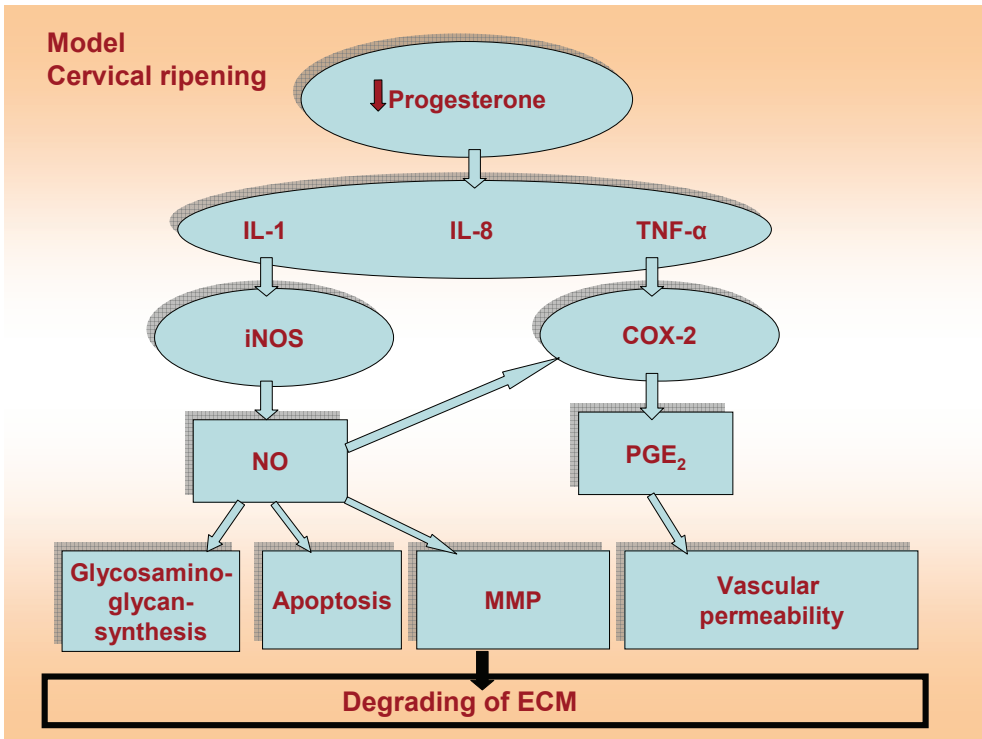 Model
Cervical ripening
Progesterone
IL-1
IL-8
TNF-α
iNOS
COX-2
NO
PGE₂
Glycosamino-
glycan-
synthesis
Apoptosis
MMP
Vascular
permeability
Degrading of ECM